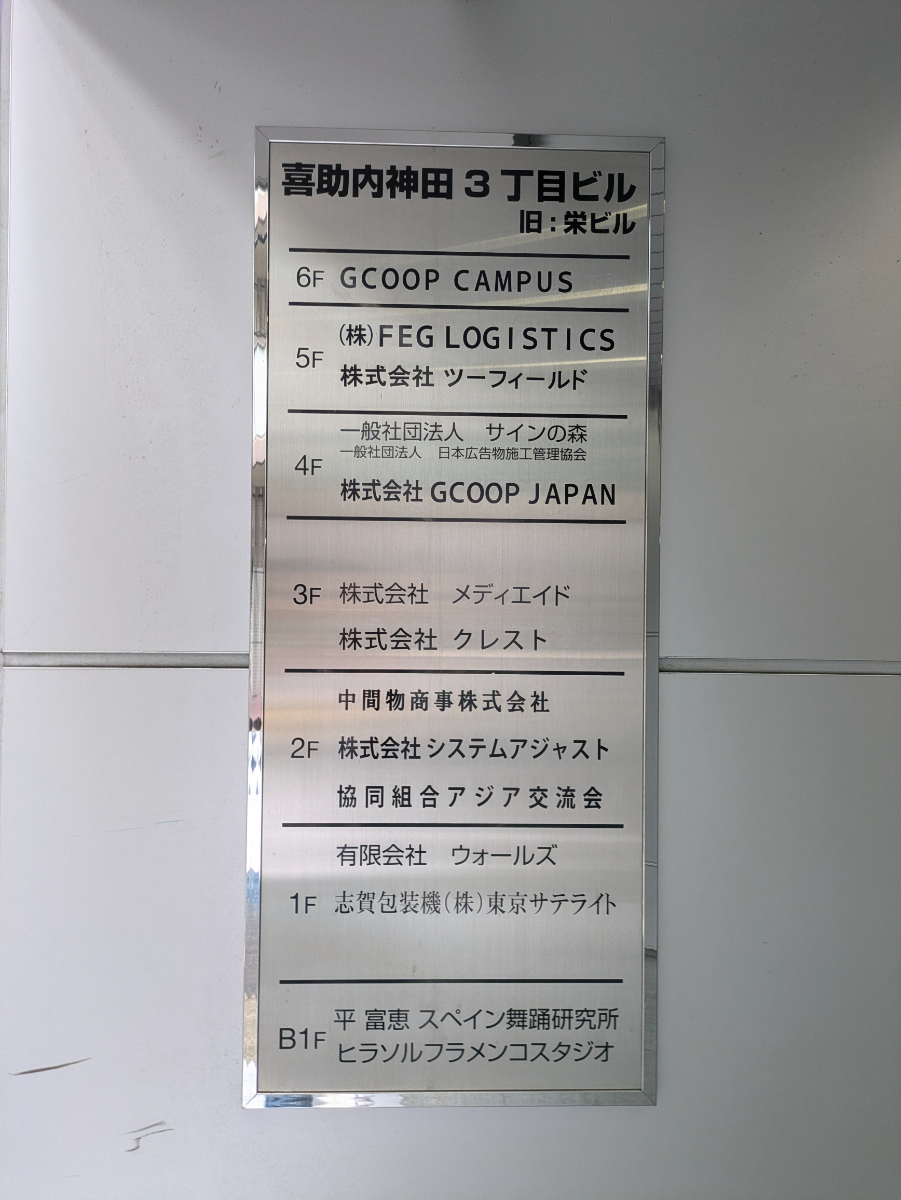 喜助内神田3丁目ビル
旧：栄ビル
6F GCOOP CAMPUS
(株)FEG LOGISTICS
5F
株式会社 ツーフィールド
一般社団法人 サインの森
一般社団法人 日本広告物施工管理協会
4F
株式会社 GCOOP JAPAN
3F 株式会社 メディエイド
株式会社 クレスト
中間物商事株式会社
2F 株式会社システムアジャスト
協同組合アジア交流会
有限会社 ウォールズ
1F 志賀包装機(株)東京サテライト
平 富恵 スペイン舞踊研究所
B1F
ヒラソルフラメンコスタジオ